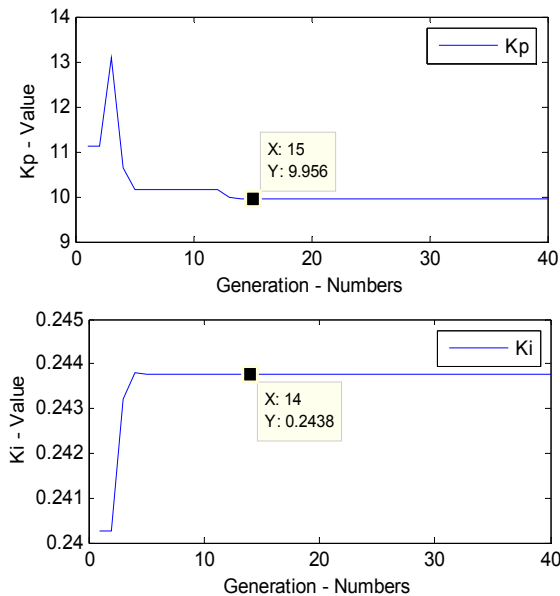 14
13
12
11
10
9
Kp - Value
Kp
X: 15
Y: 9.956
0
10
20
30
40
Generation - Numbers
0.245
0.244
0.243
0.242
0.241
0.24
Ki - Value
Ki
X: 14
Y: 0.2438
0
10
20
30
40
Generation - Numbers